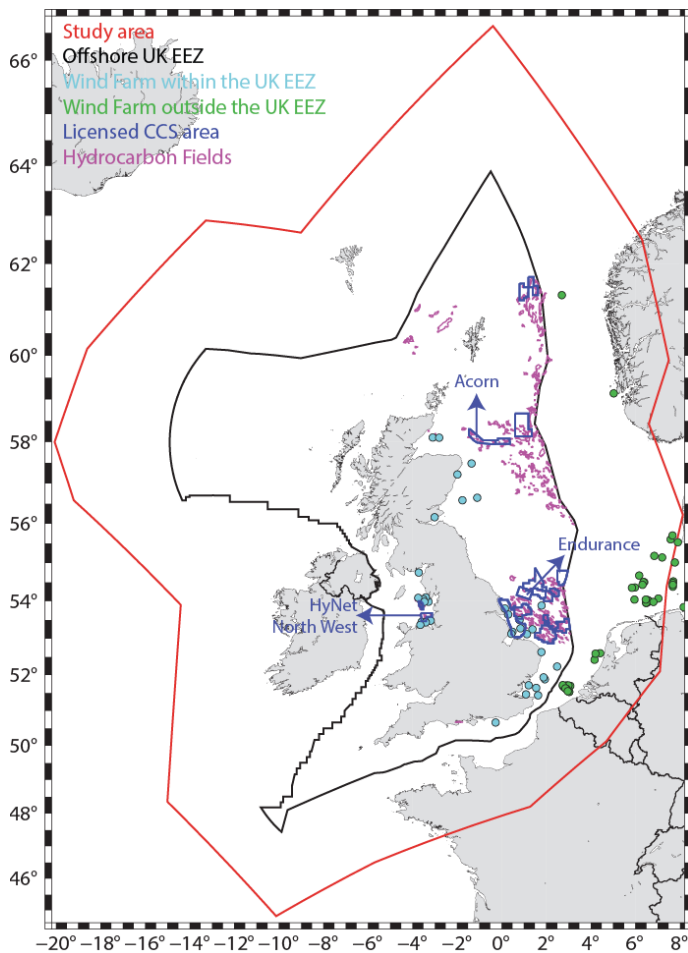 Study area
Offshore UK EEZ
Wind Farm within the UK EEZ
Wind Farm outside the UK EEZ
Licensed CCS area
Hydrocarbon Fields
66°
64°
62°
60°
58°
56°
54°
52°
50°
48°
46°
Acorn
Endurance
HyNet
North West
−20° −18° −16° −14° −12° −10° −8° −6° −4° −2° 0° 2° 4° 6° 8°